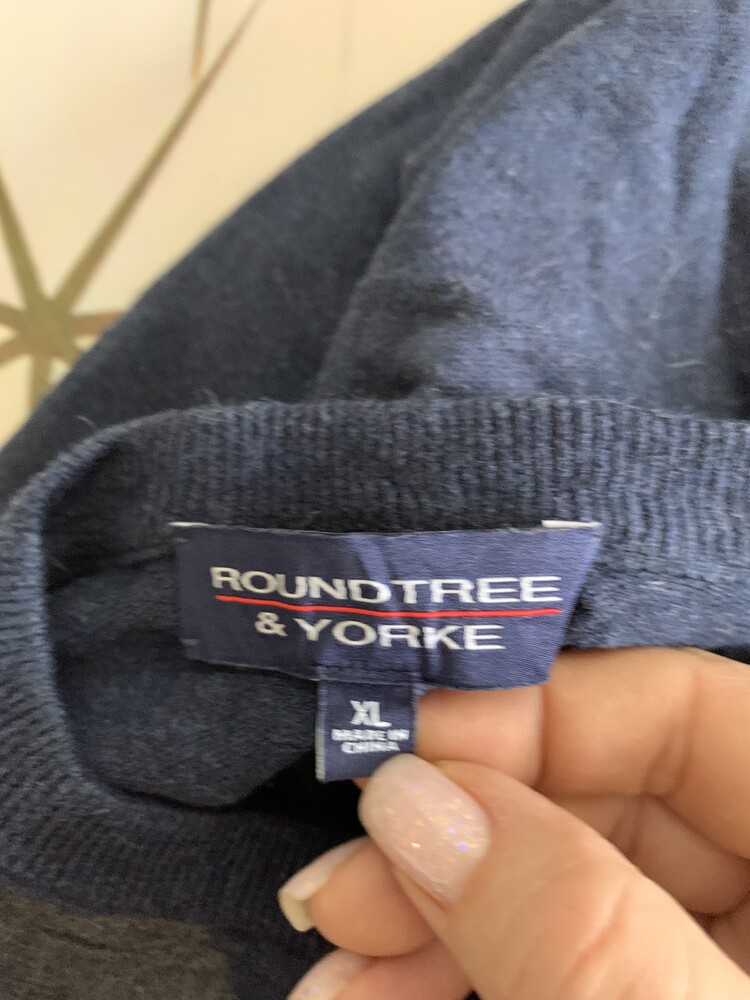 ROUNDTREE
& YORKE
XL
MADE IN
CHINA